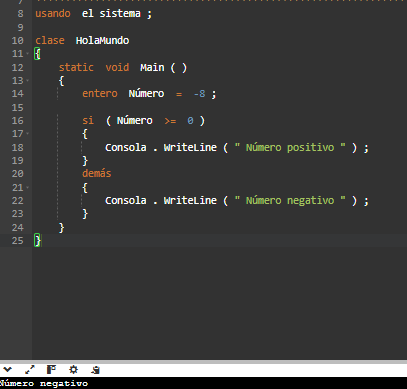 8 usando el sistema ;
9
10 clase HolaMundo
11 {
12 static void Main ( )
13 {
14 entero Número = -8 ;
15
16 si ( Número >= 0 )
17 {
18 Consola . WriteLine ( " Número positivo " ) ;
19 }
20 demás
21 {
22 Consola . WriteLine ( " Número negativo " ) ;
23 }
24 }
25 }
Número negativo